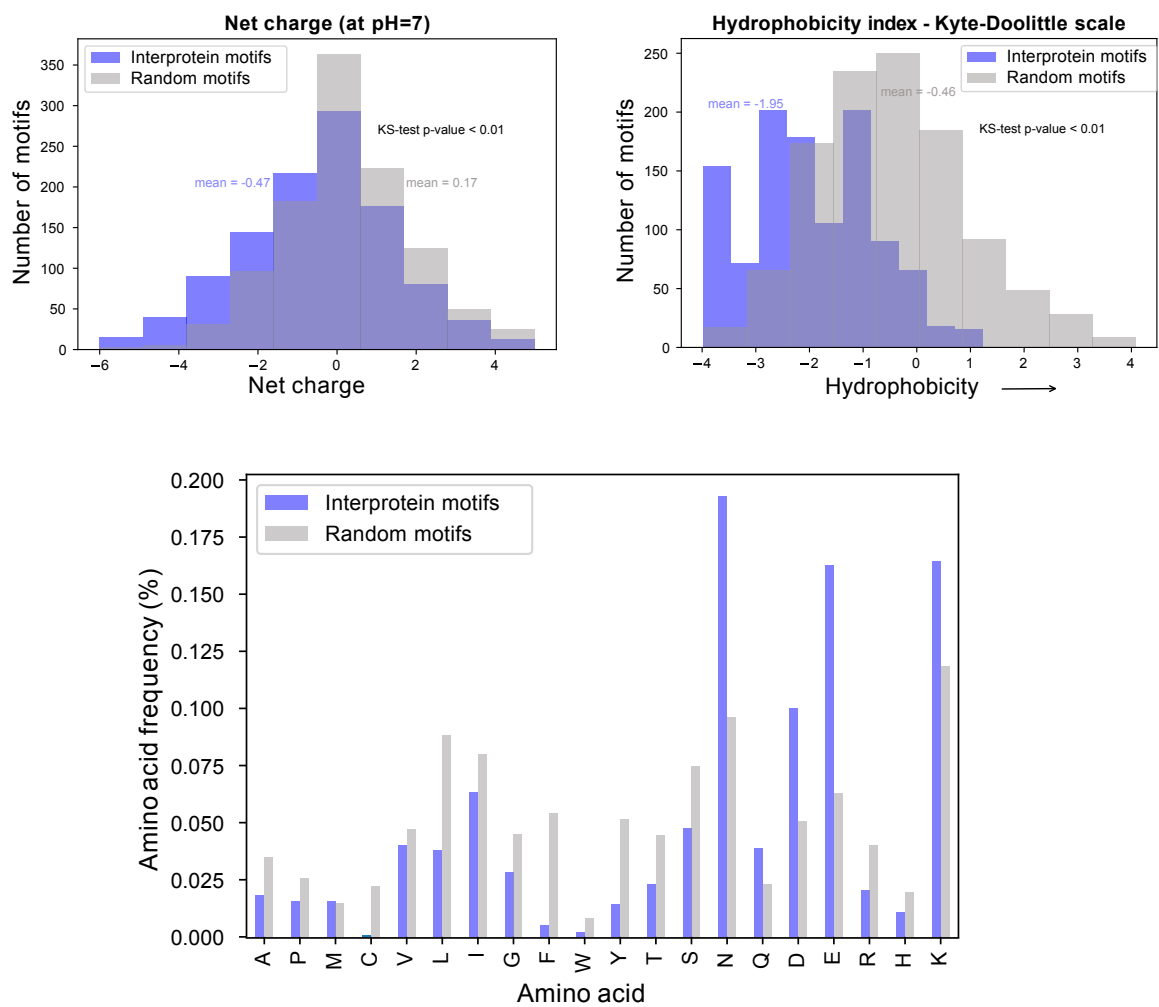 Net charge (at pH=7)
Interprotein motifs
Random motifs
KS-test p-value < 0.01
mean = -0.47
mean = 0.17
Number of motifs
350
300
250
200
150
100
50
0
−6
−4
−2
0
2
4
Net charge
Hydrophobicity index - Kyte-Doolittle scale
Interprotein motifs
Random motifs
mean = -0.46
mean = -1.95
KS-test p-value < 0.01
Number of motifs
250
200
150
100
50
0
−4
−3
−2
−1
0
1
2
3
4
Hydrophobicity
Interprotein motifs
Random motifs
Amino acid frequency (%)
0.200
0.175
0.150
0.125
0.100
0.075
0.050
0.025
0.000
A
P
M
C
V
L
I
G
F
W
Y
T
S
N
Q
D
E
R
H
K
Amino acid